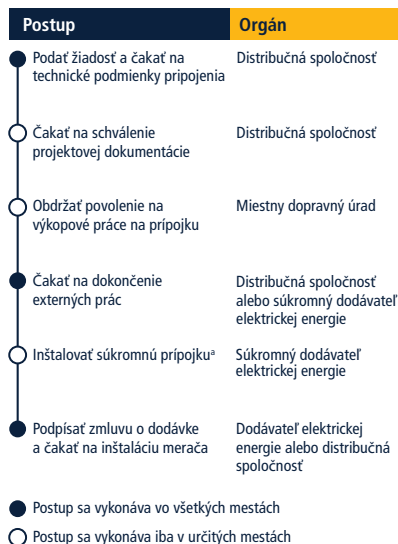 Postup Orgán
Podať žiadosť a čakať na Distribučná spoločnosť
technické podmienky pripojenia
Čakať na schválenie Distribučná spoločnosť
projektovej dokumentácie
Obdržať povolenie na Miestny dopravný úrad
výkopové práce na prípojku
Čakať na dokončenie Distribučná spoločnosť
externých prác alebo súkromný dodávateľ
elektrickej energie
Inštalovať súkromnú prípojkuᵃ Súkromný dodávateľ
elektrickej energie
Podpísať zmluvu o dodávke Dodávateľ elektrickej
a čakať na inštaláciu merača energie alebo distribučná
spoločnosť
Postup sa vykonáva vo všetkých mestách
Postup sa vykonáva iba v určitých mestách